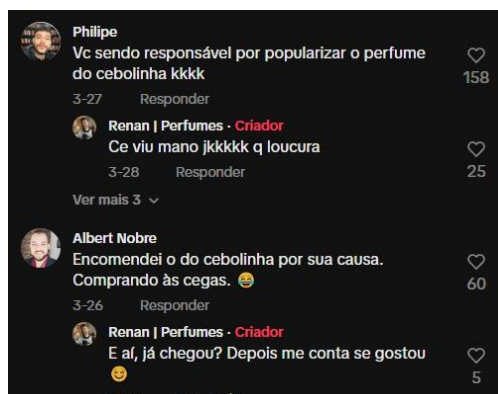 Philipe
Vc sendo responsável por popularizar o perfume
do cebolinha kkkk
158
3-27 Responder
Renan | Perfumes · Criador
Ce viu mano jkkkkk q loucura
3-28 Responder
25
Ver mais 3
Albert Nobre
Encomendei o do cebolinha por sua causa.
Comprando às cegas. 😂
60
3-26 Responder
Renan | Perfumes · Criador
E aí, já chegou? Depois me conta se gostou
😊
5